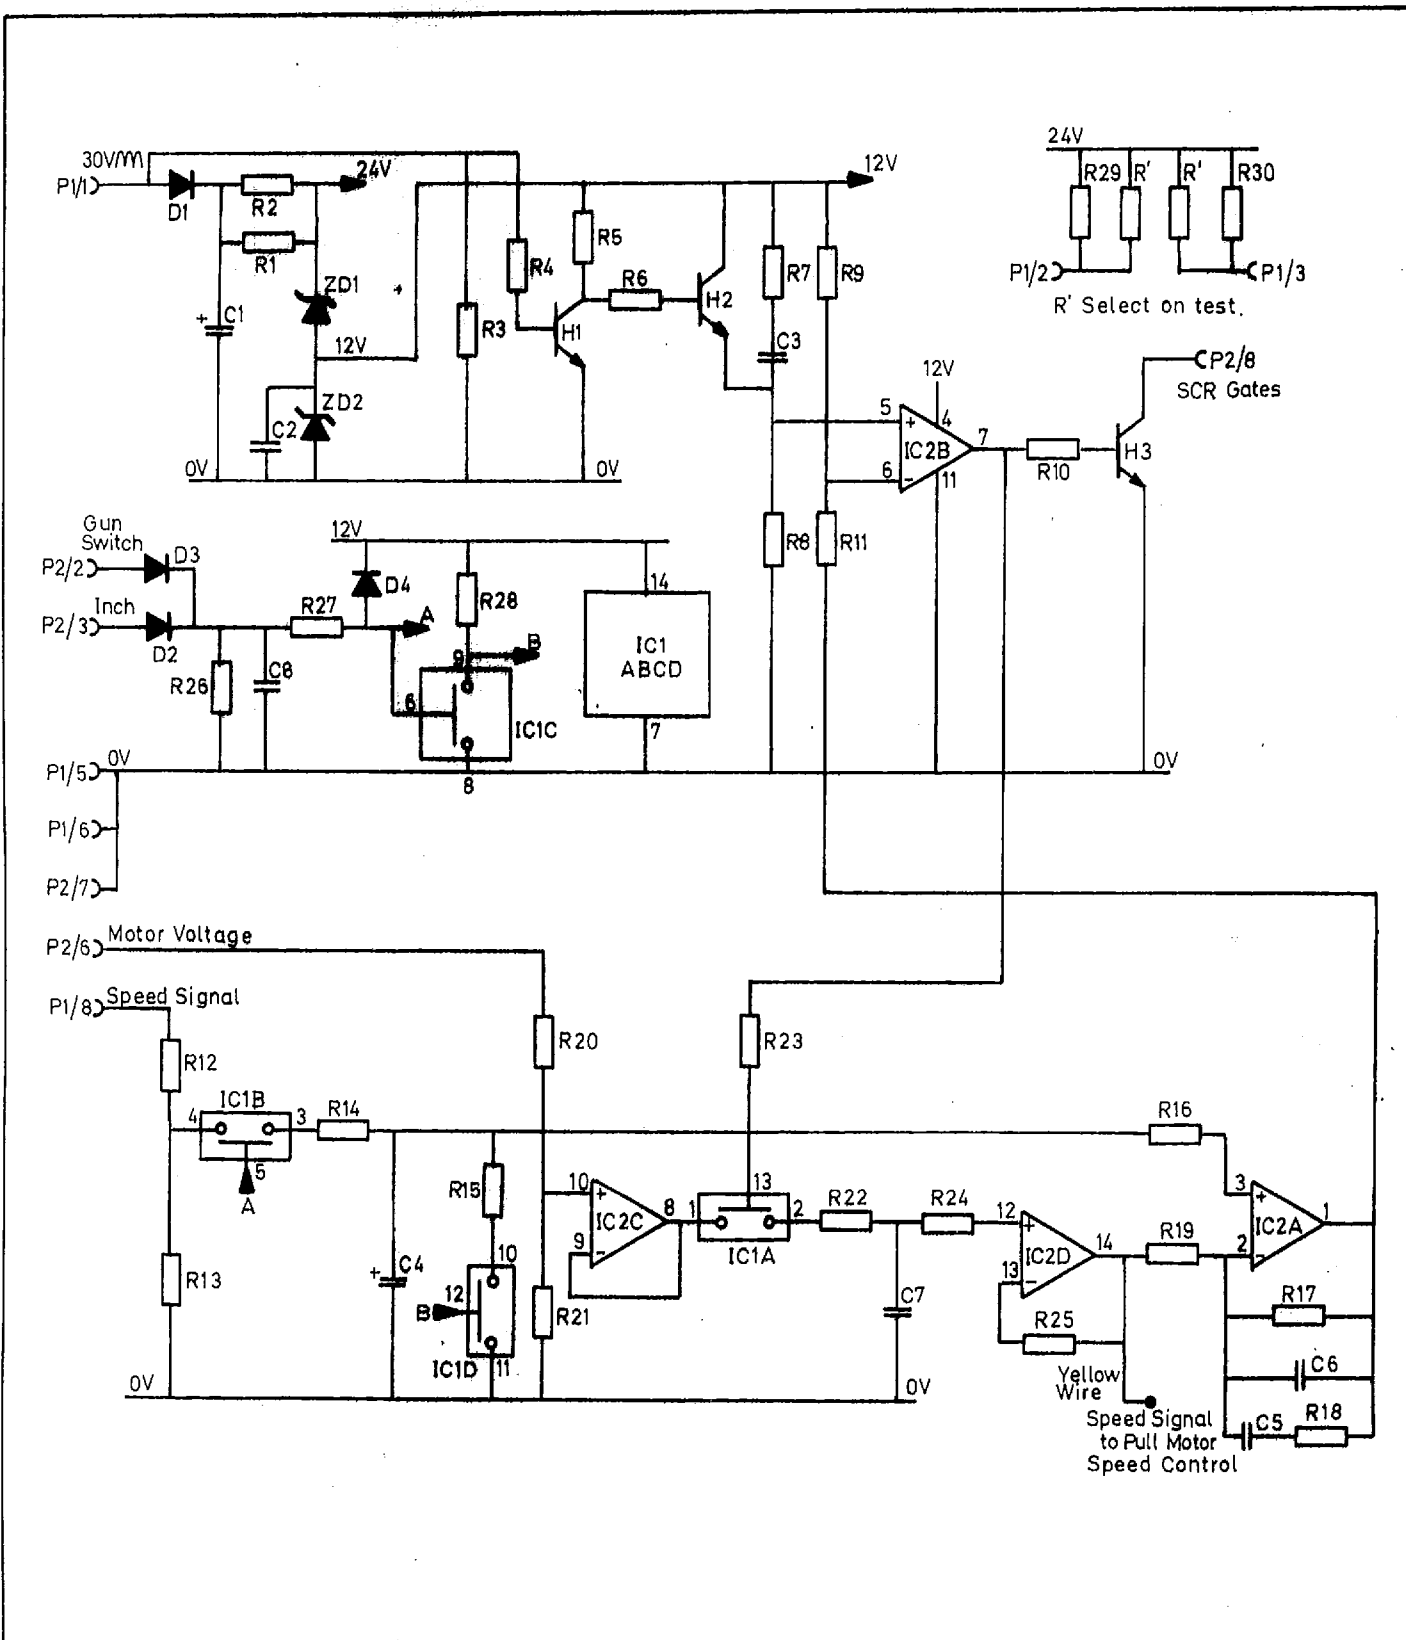 30V
P1/1
D1
R2
24V
R1
ZD1
+
C1
12V
ZD2
C2
0V
R3
R4
R5
R6
H1
H2
0V
12V
R7
R9
C3
24V
R29
R'
R'
R30
P1/2
P1/3
R' Select on test.
P2/8
SCR Gates
12V
5
+
4
IC2B
7
6
-
11
R10
H3
R8
R11
0V
Gun
Switch
P2/2
D3
Inch
P2/3
D2
R26
C8
R27
12V
D4
A
R28
B
9
6
IC1C
8
14
IC1
ABCD
7
P1/5
0V
P1/6
P2/7
P2/6
Motor Voltage
P1/8
Speed Signal
R12
IC1B
4
3
5
A
R14
R13
+
C4
R15
10
12
B
IC1D
11
0V
R20
R21
10
+
IC2C
8
9
-
R23
13
1
2
IC1A
R22
R24
C7
0V
12
+
IC2D
14
13
-
R25
Yellow
Wire
Speed Signal
to Pull Motor
Speed Control
R16
R19
3
+
IC2A
1
2
-
R17
C6
C5
R18